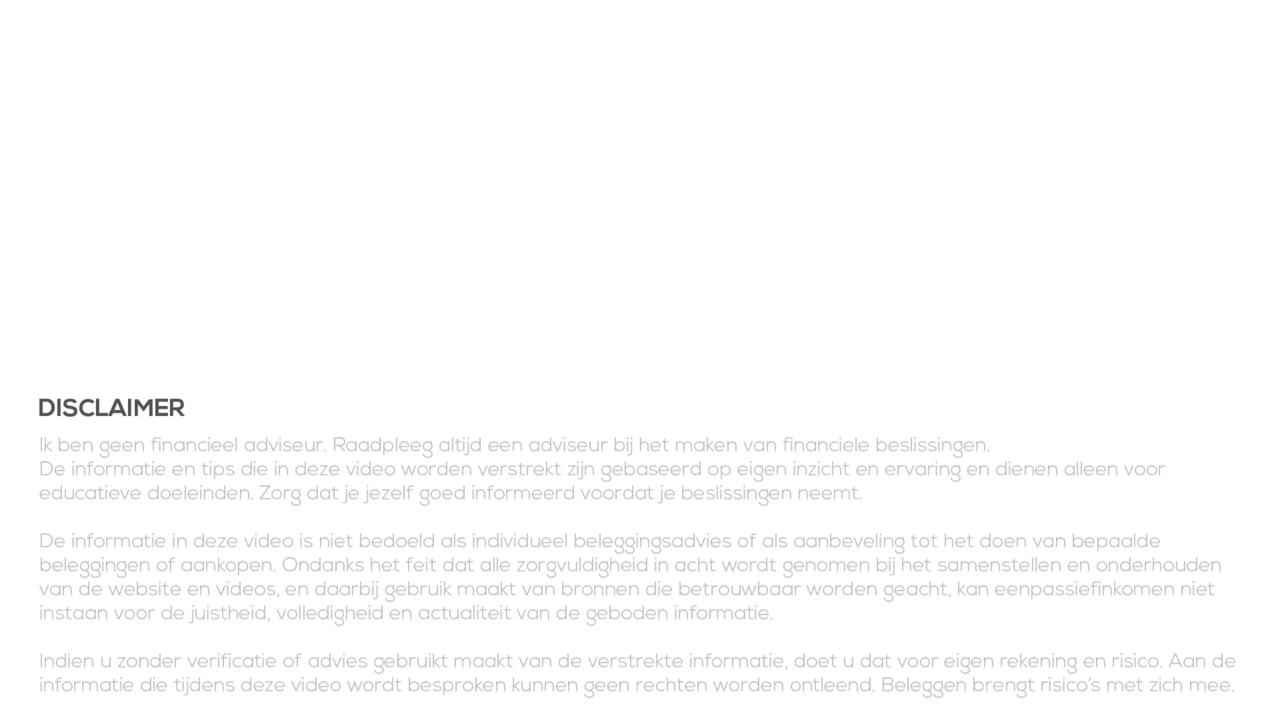 DISCLAIMER
Ik ben geen financieel adviseur. Raadpleeg altijd een adviseur bij het maken van financiele beslissingen.
De informatie en tips die in deze video worden verstrekt zijn gebaseerd op eigen inzicht en ervaring en dienen alleen voor
educatieve doeleinden. Zorg dat je jezelf goed informeerd voordat je beslissingen neemt.
De informatie in deze video is niet bedoeld als individueel beleggingsadvies of als aanbeveling tot het doen van bepaalde
beleggingen of aankopen. Ondanks het feit dat alle zorgvuldigheid in acht wordt genomen bij het samenstellen en onderhouden
van de website en videos, en daarbij gebruik maakt van bronnen die betrouwbaar worden geacht, kan eenpassiefinkomen niet
instaan voor de juistheid, volledigheid en actualiteit van de geboden informatie.
Indien u zonder verificatie of advies gebruikt maakt van de verstrekte informatie, doet u dat voor eigen rekening en risico. Aan de
informatie die tijdens deze video wordt besproken kunnen geen rechten worden ontleend. Beleggen brengt risico's met zich mee.